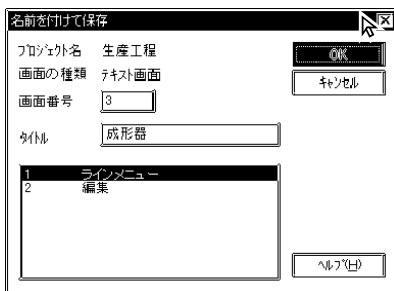 名前を付けて保存
ﾌﾟﾛｼﾞｪｸﾄ名 生産工程
OK
画面の種類 ﾃｷｽﾄ画面
ｷｬﾝｾﾙ
画面番号 3
ﾀｲﾄﾙ 成形器
1 ラインメニュー
2 編集
ﾍﾙﾌﾟ(H)